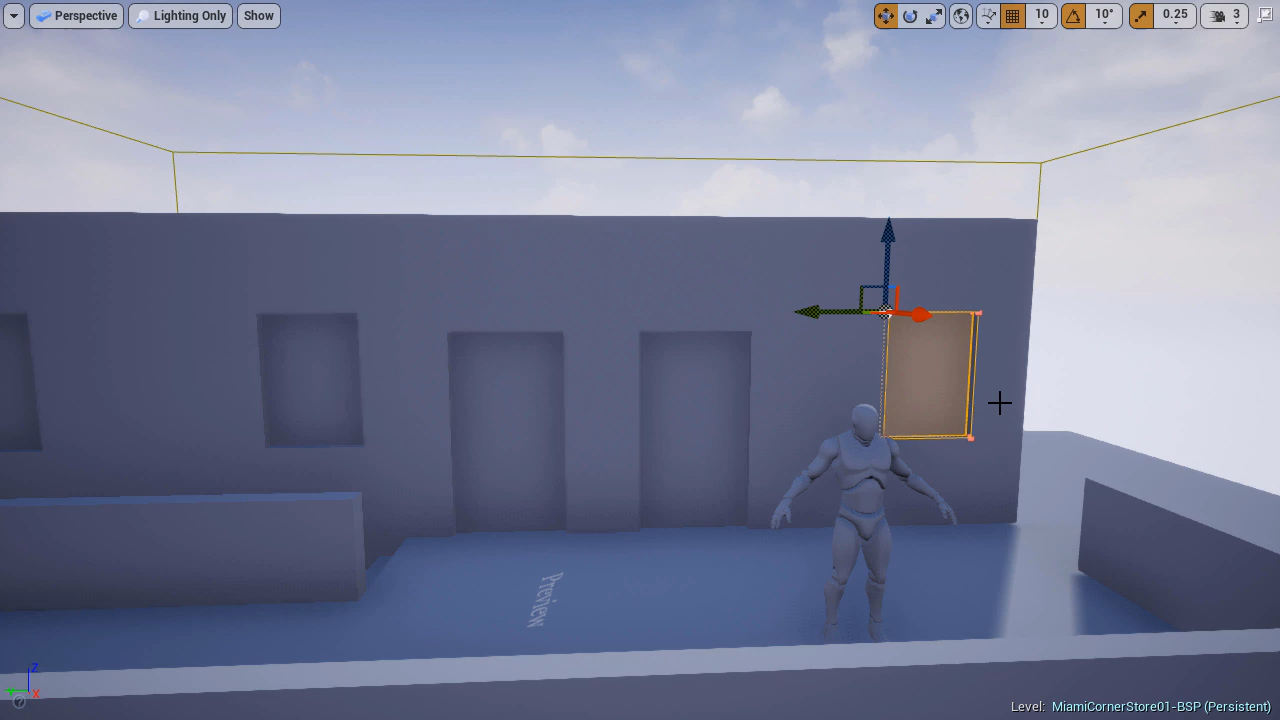 Perspective Lighting Only Show 10 10° 0.25 3
Preview
Z
X
Level: MiamiCornerStore01-BSP (Persistent)